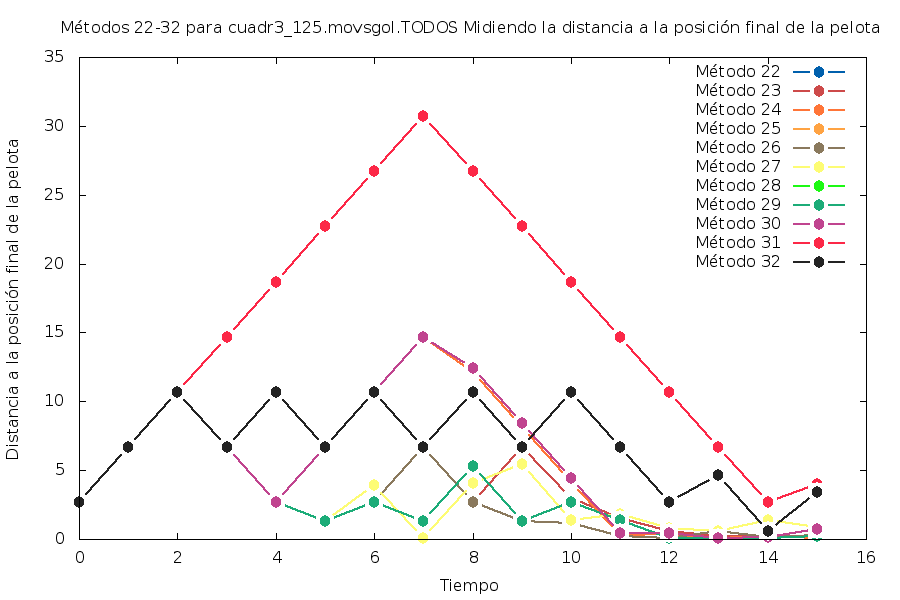 Métodos 22-32 para cuadr3_125.movsgol.TODOS Midiendo la distancia a la posición final de la pelota
35
30
25
20
15
10
5
0
Distancia a la posición final de la pelota
Método 22
Método 23
Método 24
Método 25
Método 26
Método 27
Método 28
Método 29
Método 30
Método 31
Método 32
0 2 4 6 8 10 12 14 16
Tiempo